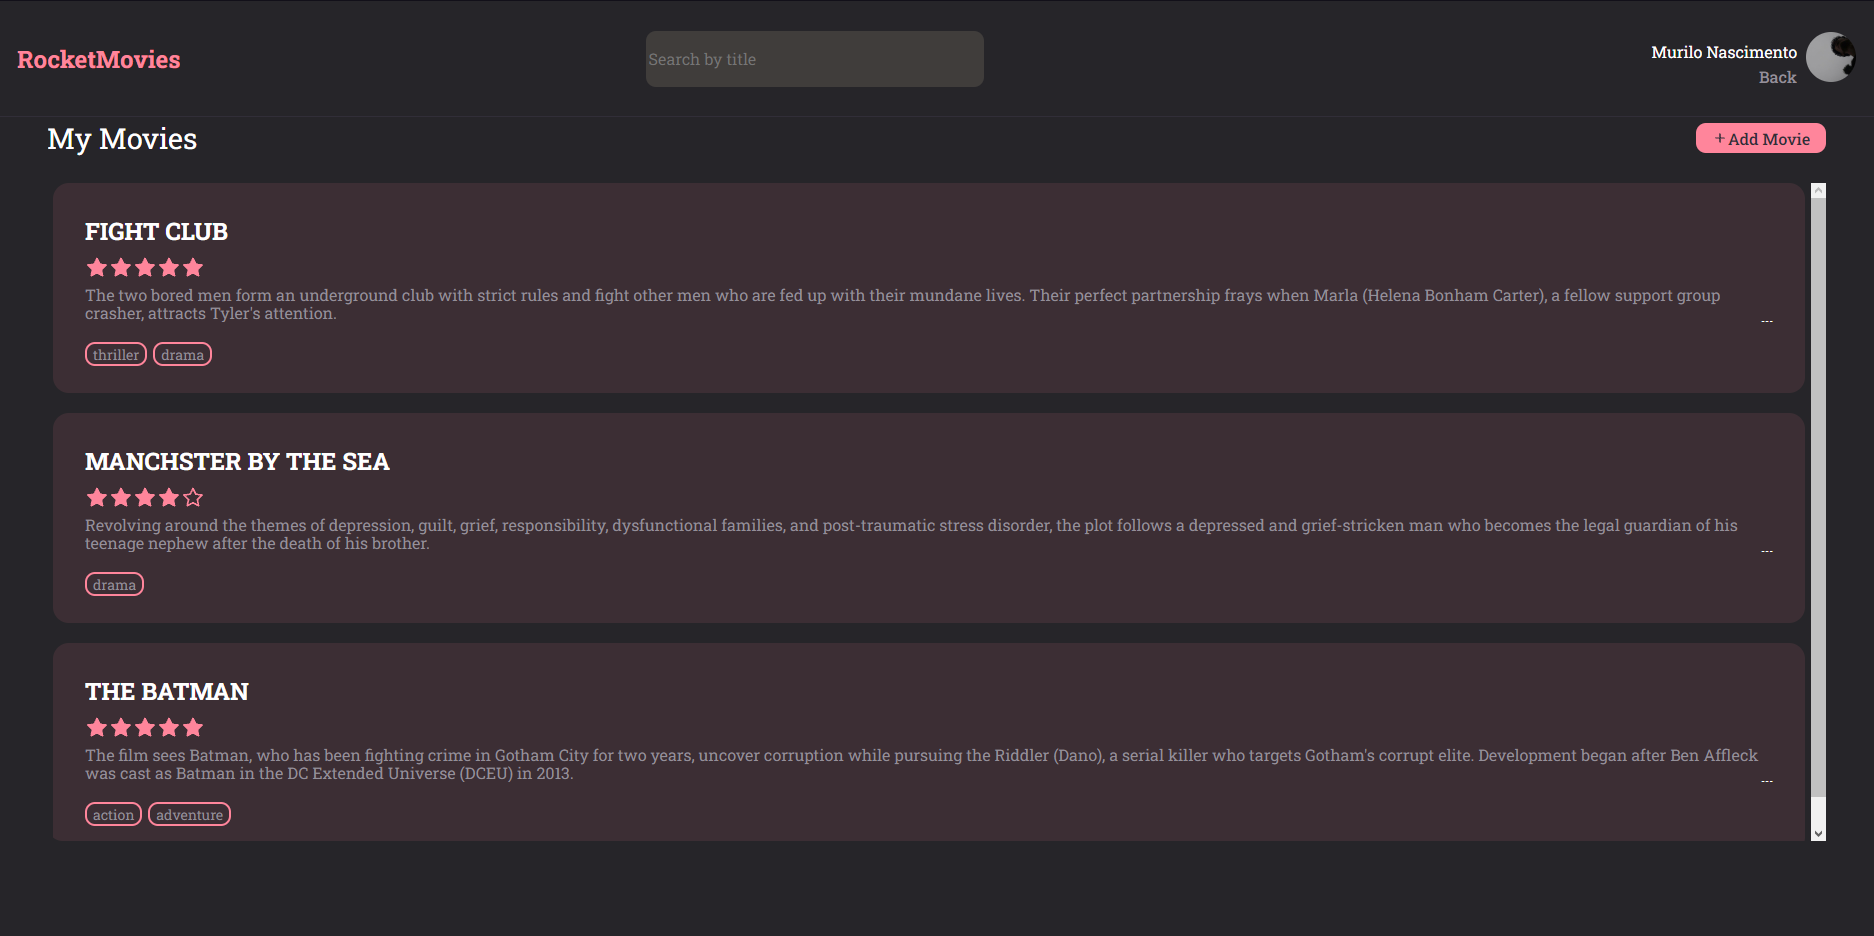 RocketMovies
Search by title
Murilo Nascimento
Back
My Movies
+ Add Movie
FIGHT CLUB
The two bored men form an underground club with strict rules and fight other men who are fed up with their mundane lives. Their perfect partnership frays when Marla (Helena Bonham Carter), a fellow support group
crasher, attracts Tyler's attention.
---
thriller drama
MANCHSTER BY THE SEA
Revolving around the themes of depression, guilt, grief, responsibility, dysfunctional families, and post-traumatic stress disorder, the plot follows a depressed and grief-stricken man who becomes the legal guardian of his
teenage nephew after the death of his brother.
---
drama
THE BATMAN
The film sees Batman, who has been fighting crime in Gotham City for two years, uncover corruption while pursuing the Riddler (Dano), a serial killer who targets Gotham's corrupt elite. Development began after Ben Affleck
was cast as Batman in the DC Extended Universe (DCEU) in 2013.
---
action adventure